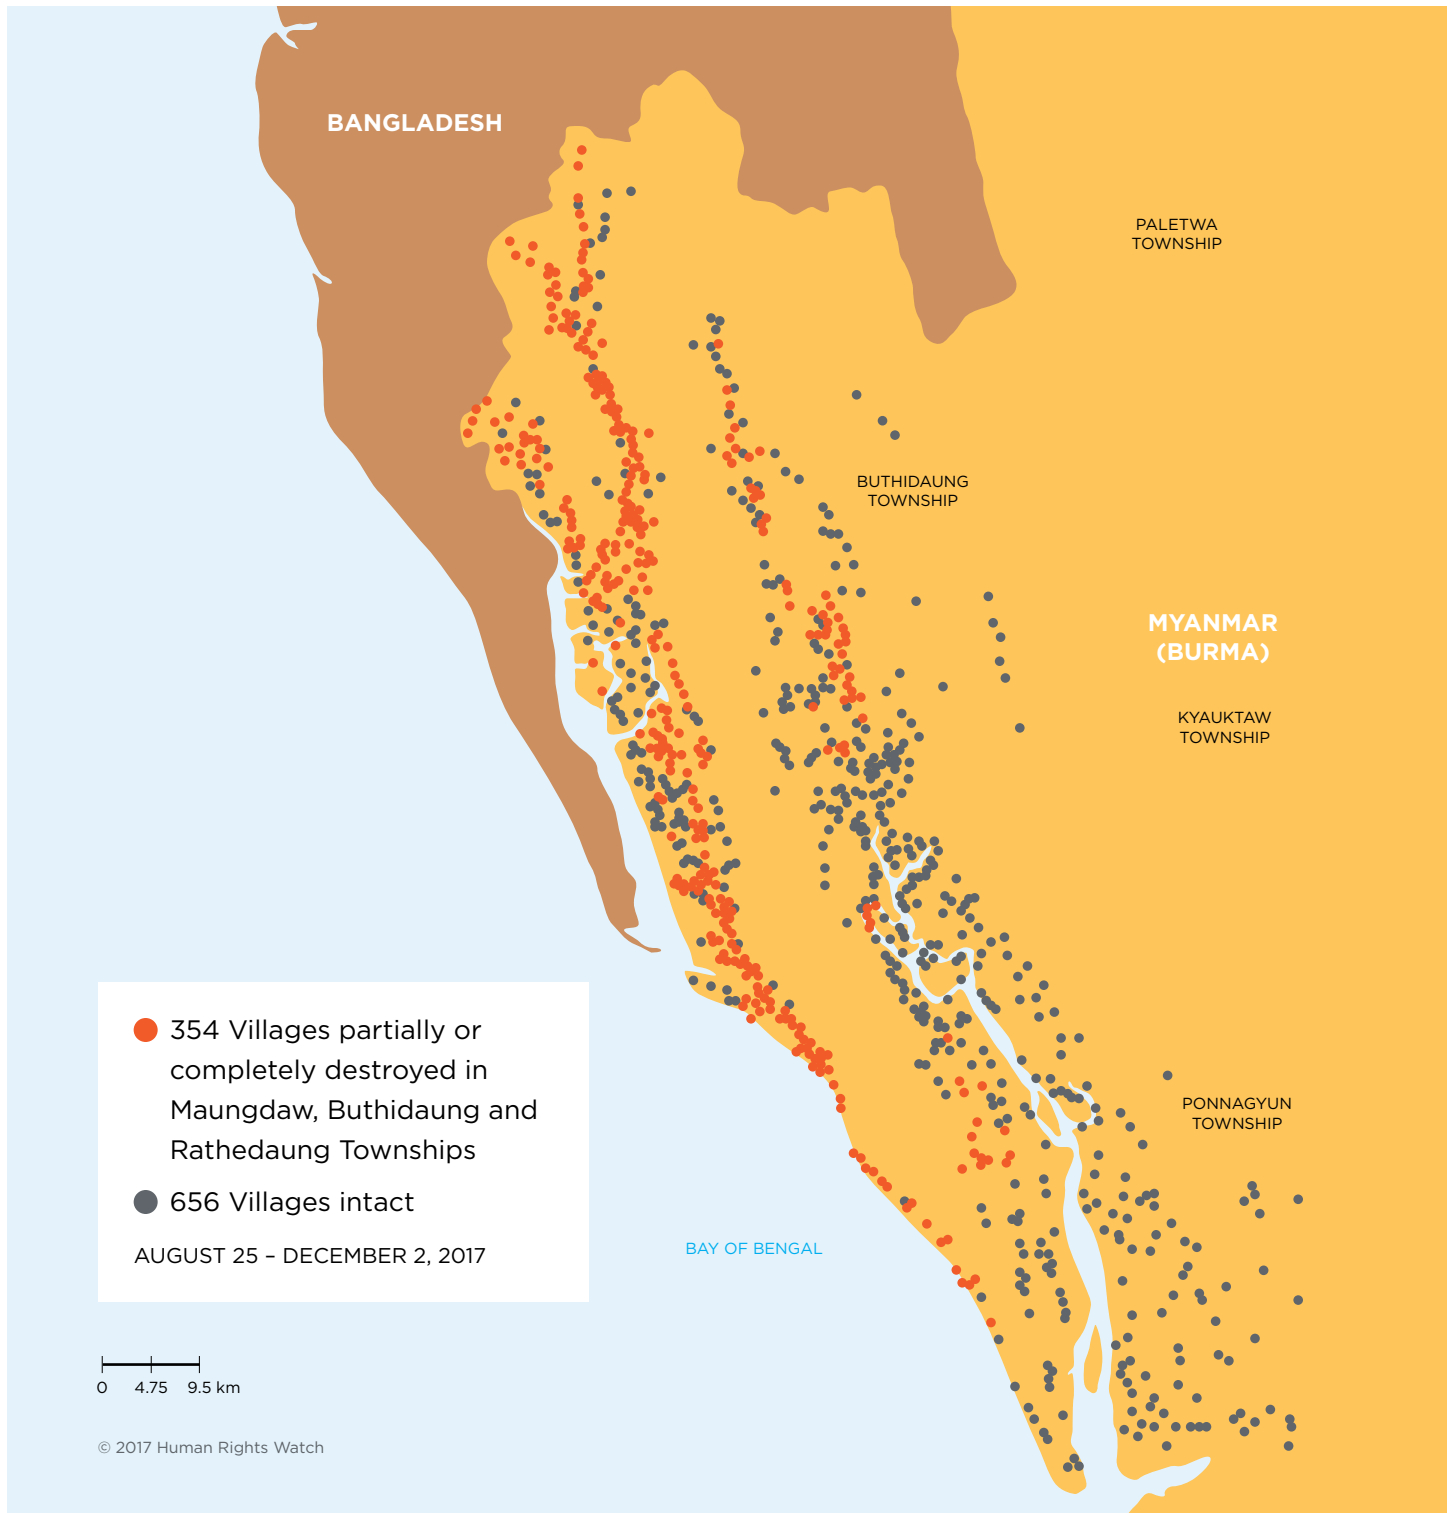 BANGLADESH
PALETWA
TOWNSHIP
BUTHIDAUNG
TOWNSHIP
MYANMAR
(BURMA)
KYAUKTAW
TOWNSHIP
354 Villages partially or
completely destroyed in
Maungdaw, Buthidaung and
Rathedaung Townships
656 Villages intact
AUGUST 25 – DECEMBER 2, 2017
PONNAGYUN
TOWNSHIP
BAY OF BENGAL
0 4.75 9.5 km
© 2017 Human Rights Watch